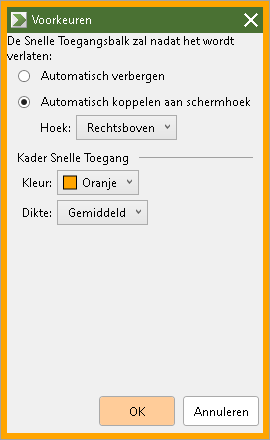 Voorkeuren
De Snelle Toegangsbalk zal nadat het wordt
verlaten:
Automatisch verbergen
Automatisch koppelen aan schermhoek
Hoek: Rechtsboven
Kader Snelle Toegang
Kleur: Oranje
Dikte: Gemiddeld
OK Annuleren